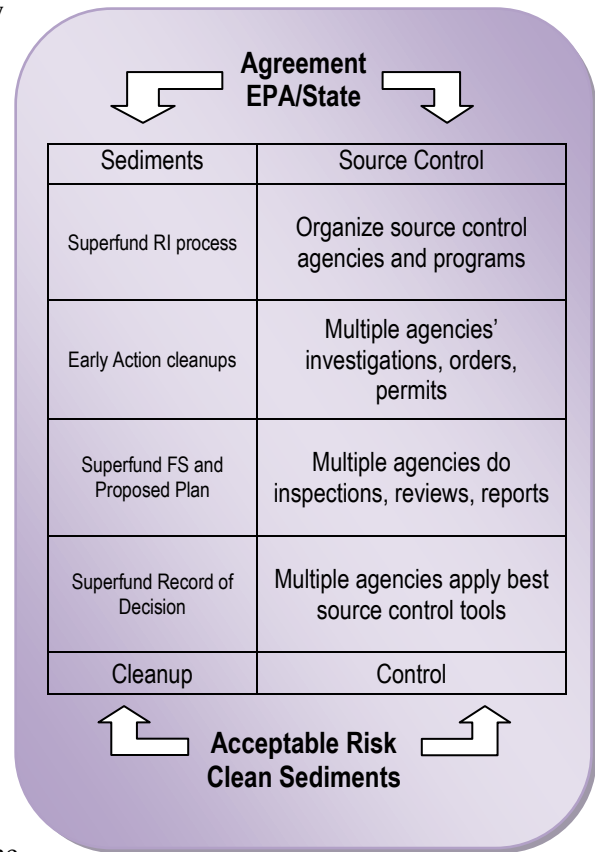 Agreement
EPA/State
Sediments
Source Control
Superfund RI process
Organize source control
agencies and programs
Early Action cleanups
Multiple agencies’
investigations, orders,
permits
Superfund FS and
Proposed Plan
Multiple agencies do
inspections, reviews, reports
Superfund Record of
Decision
Multiple agencies apply best
source control tools
Cleanup
Control
Acceptable Risk
Clean Sediments